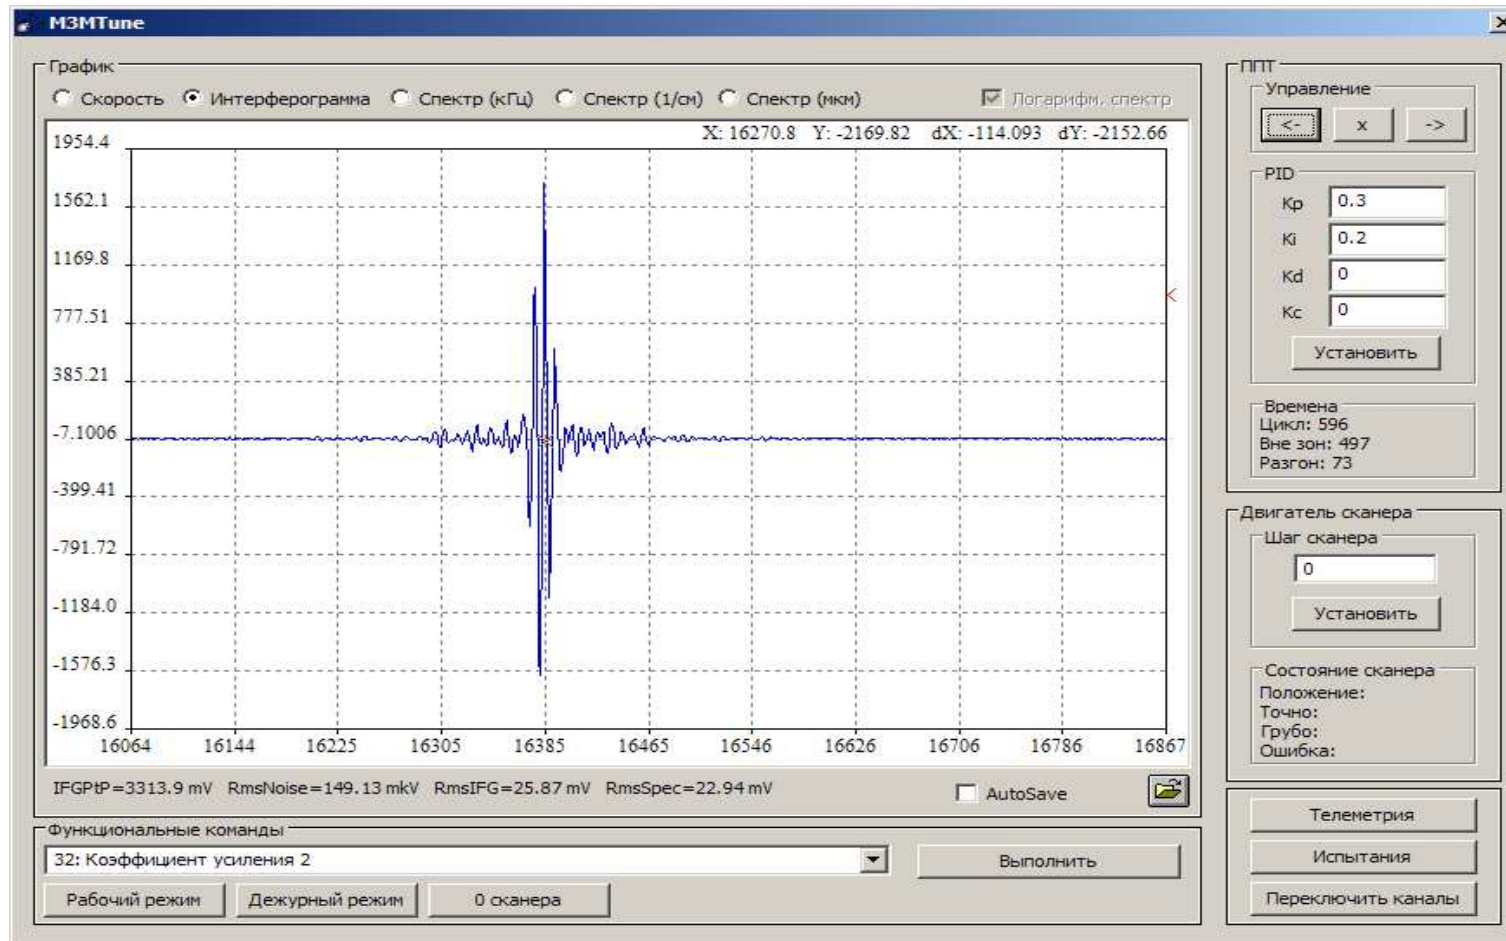 M3MTune
График
Скорость Интерферограмма Спектр (кГц) Спектр (1/см) Спектр (мкм) Логарифм. спектр
X: 16270.8 Y: -2169.82 dX: -114.093 dY: -2152.66
1954.4
1562.1
1169.8
777.51
385.21
-7.1006
-399.41
-791.72
-1184.0
-1576.3
-1968.6
16064 16144 16225 16305 16385 16465 16546 16626 16706 16786 16867
IFGPtP=3313.9 mV RmsNoise=149.13 mkV RmsIFG=25.87 mV RmsSpec=22.94 mV
AutoSave
Функциональные команды
32: Коэффициент усиления 2
Выполнить
Рабочий режим Дежурный режим 0 сканера
ППТ
Управление
<- x ->
PID
Kp 0.3
Ki 0.2
Kd 0
Kc 0
Установить
Времена
Цикл: 596
Вне зон: 497
Разгон: 73
Двигатель сканера
Шаг сканера
0
Установить
Состояние сканера
Положение:
Точно:
Грубо:
Ошибка:
Телеметрия
Испытания
Переключить каналы